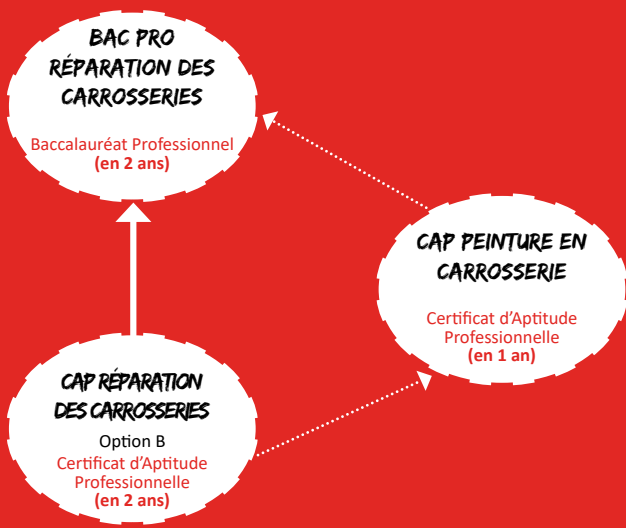 BAC PRO
RÉPARATION DES
CARROSSERIES
Baccalauréat Professionnel
(en 2 ans)
CAP PEINTURE EN
CARROSSERIE
Certificat d'Aptitude
Professionnelle
(en 1 an)
CAP RÉPARATION
DES CARROSSERIES
Option B
Certificat d'Aptitude
Professionnelle
(en 2 ans)